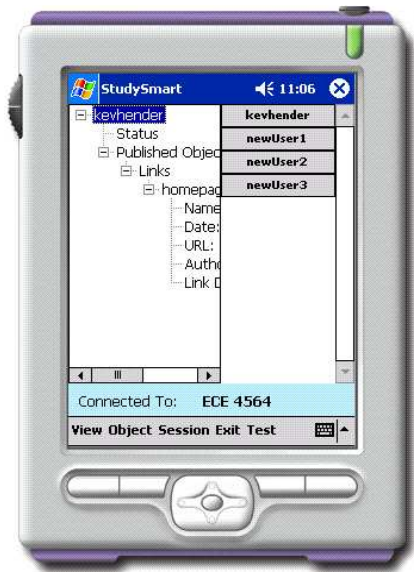 StudySmart 11:06
kevhender
Status
Published Objec
Links
homepag
Name
Date:
URL:
Autho
Link D
kevhender
newUser1
newUser2
newUser3
Connected To: ECE 4564
View Object Session Exit Test